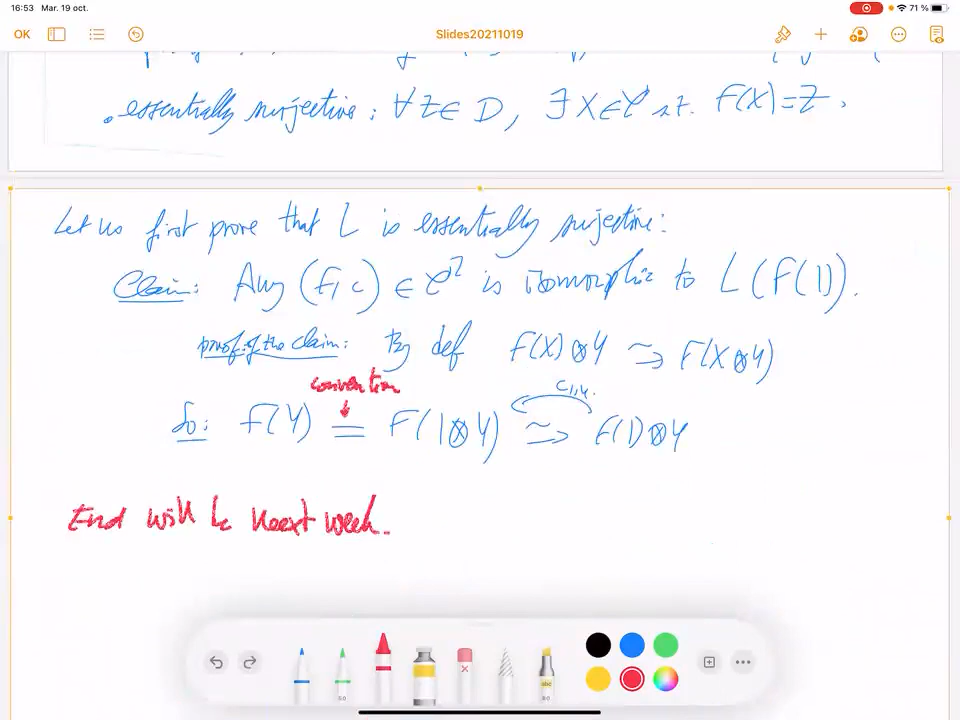 16:53 Mar. 19 oct. 71 %
OK Slides20211019
essentially surjective : ∀ Z ∈ D, ∃ X ∈ C s.t. F(X) = Z.
Let us first prove that L is essentially surjective:
Claim: Any (F, c) ∈ C' is isomorphic to L(F(1)).
proof of the claim: By def F(X)⊗Y ~→ F(X⊗Y)
convention
C1,Y.
So: F(Y) = F(1⊗Y) ~→ F(1)⊗Y
End will be next week.